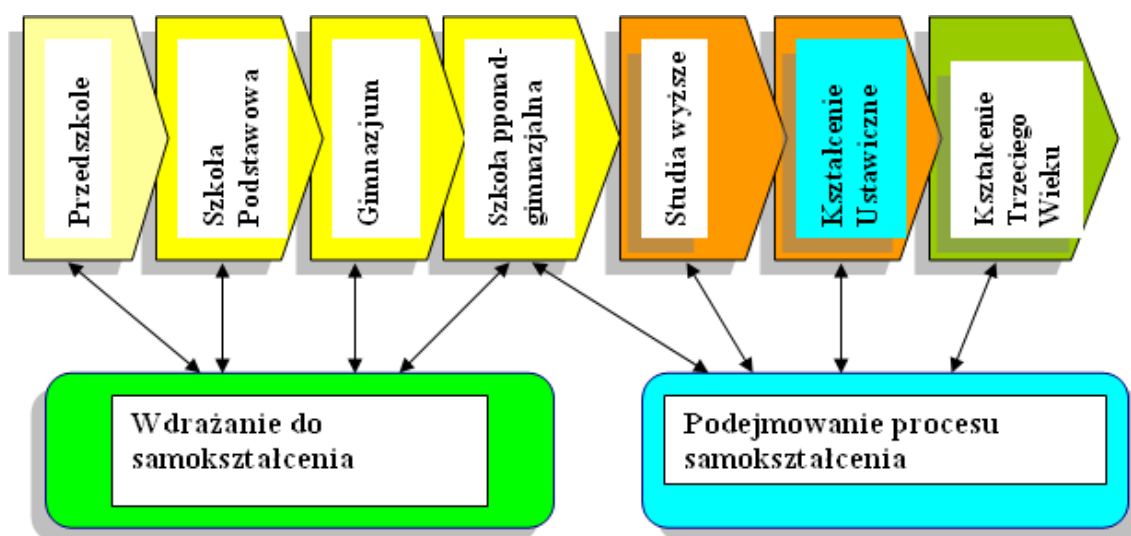 Przedszkole
Szkoła
Podstawowa
Gimnazjum
Szkoła pponad-
gimnazjalna
Studia wyższe
Kształcenie
Ustawiczne
Kształcenie
Trzeciego
Wieku
Wdrażanie do
samokształcenia
Podejmowanie procesu
samokształcenia